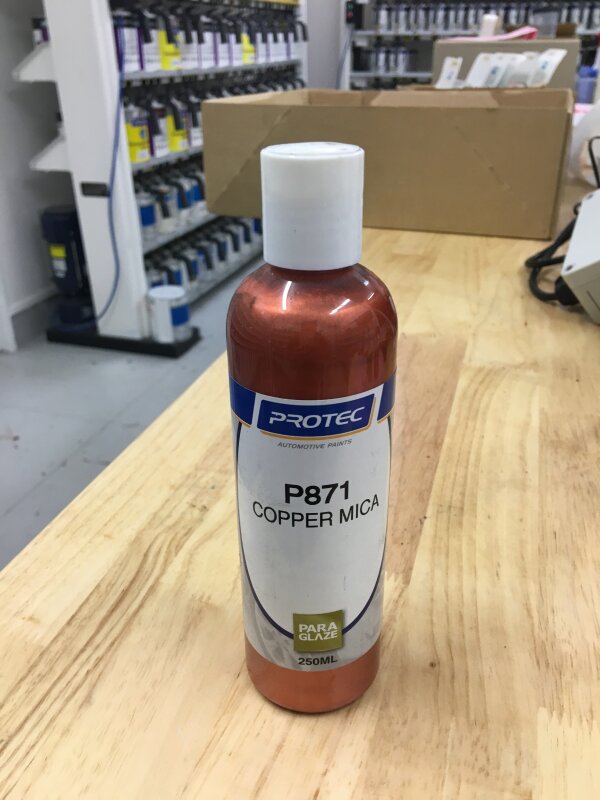 PROTEC
AUTOMOTIVE PAINTS
P871
COPPER MICA
PARA
GLAZE
250ML